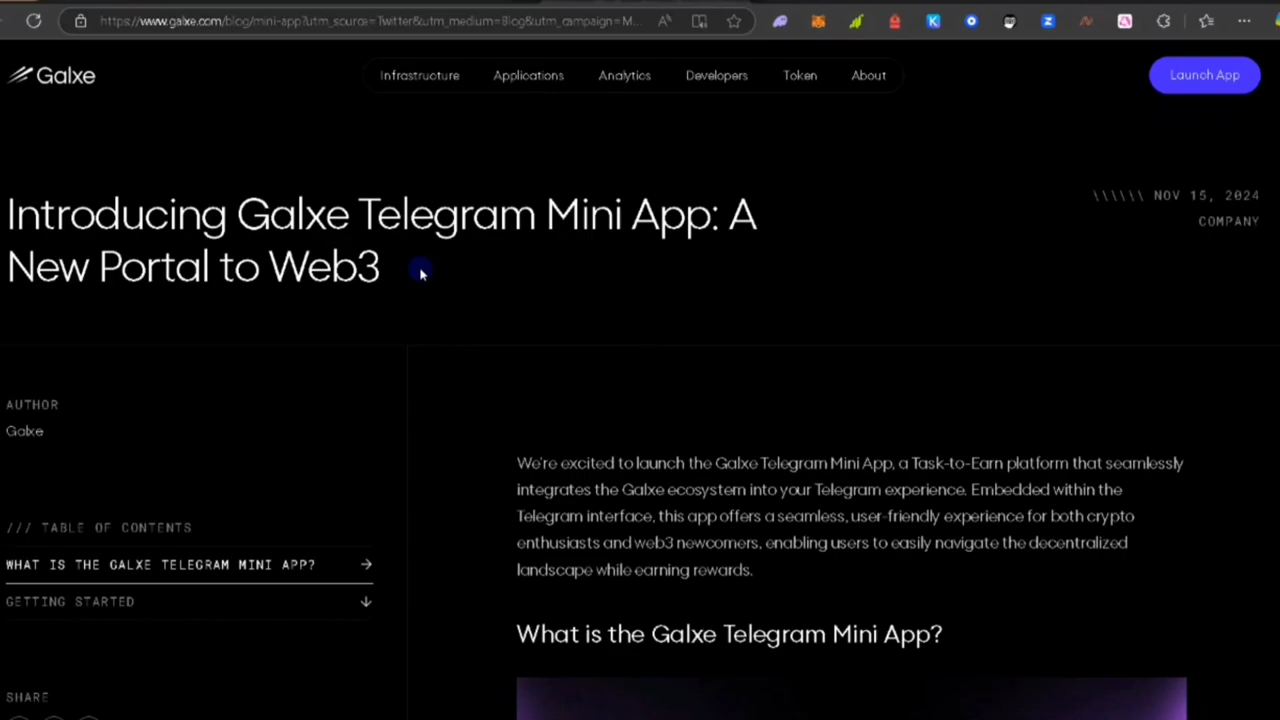 https://www.galxe.com/blog/mini-app?utm_source=Twitter&utm_medium=Blog&utm_campaign=M...
Galxe
Infrastructure
Applications
Analytics
Developers
Token
About
Launch App
Introducing Galxe Telegram Mini App: A
New Portal to Web3
\\\\\\ NOV 15, 2024
COMPANY
AUTHOR
Galxe
/// TABLE OF CONTENTS
WHAT IS THE GALXE TELEGRAM MINI APP?
GETTING STARTED
SHARE
We're excited to launch the Galxe Telegram Mini App, a Task-to-Earn platform that seamlessly
integrates the Galxe ecosystem into your Telegram experience. Embedded within the
Telegram interface, this app offers a seamless, user-friendly experience for both crypto
enthusiasts and web3 newcomers, enabling users to easily navigate the decentralized
landscape while earning rewards.
What is the Galxe Telegram Mini App?